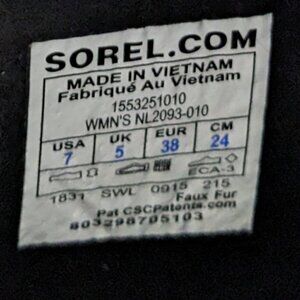 SOREL.COM
MADE IN VIETNAM
Fabriqué Au Vietnam
1553251010
WMN'S NL2093-010
USA UK EUR CM
7 5 38 24
ECA-3
1831 SWL 0915 215
Faux Fur
Pat CSCPatents.com
803298705103